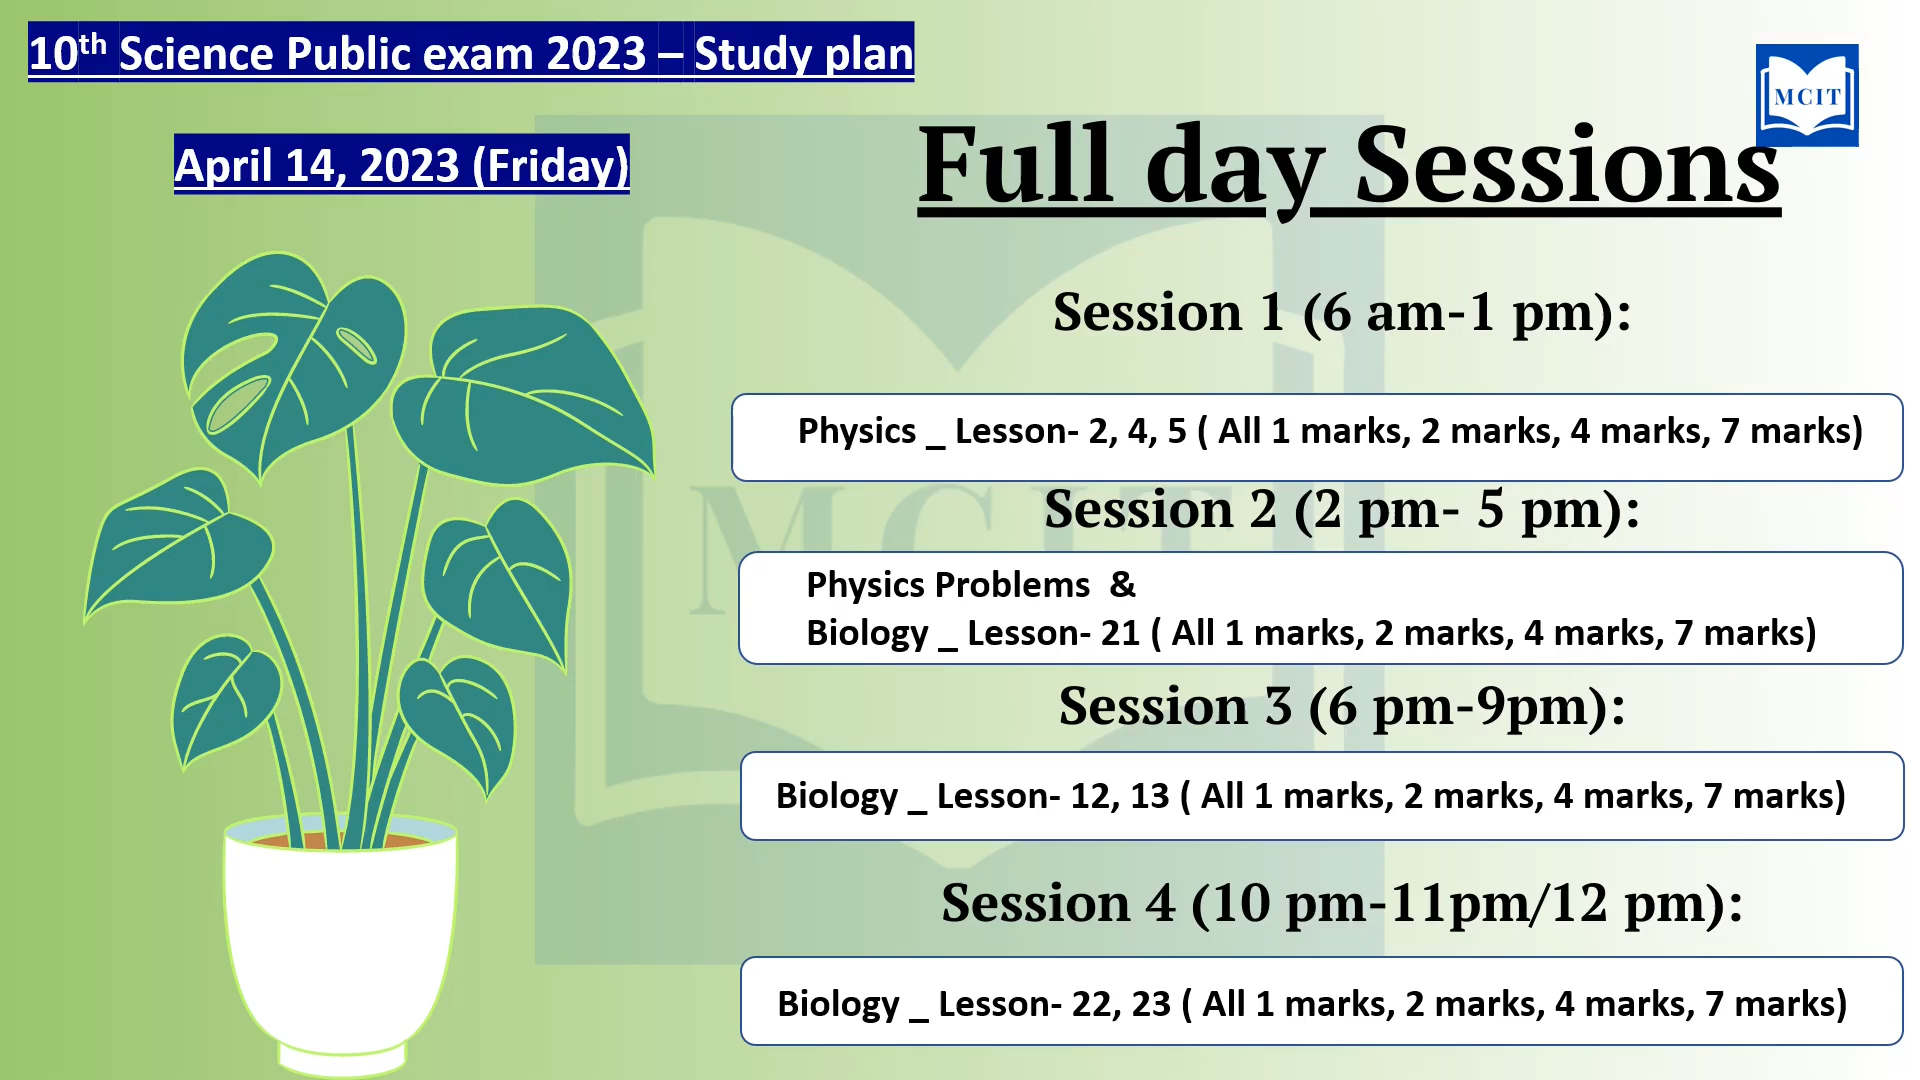 10th Science Public exam 2023 – Study plan
MCIT
April 14, 2023 (Friday)
Full day Sessions
Session 1 (6 am-1 pm):
Physics _ Lesson- 2, 4, 5 ( All 1 marks, 2 marks, 4 marks, 7 marks)
Session 2 (2 pm- 5 pm):
MCIT
Physics Problems &
Biology _ Lesson- 21 ( All 1 marks, 2 marks, 4 marks, 7 marks)
Session 3 (6 pm-9pm):
Biology _ Lesson- 12, 13 ( All 1 marks, 2 marks, 4 marks, 7 marks)
Session 4 (10 pm-11pm/12 pm):
Biology _ Lesson- 22, 23 ( All 1 marks, 2 marks, 4 marks, 7 marks)